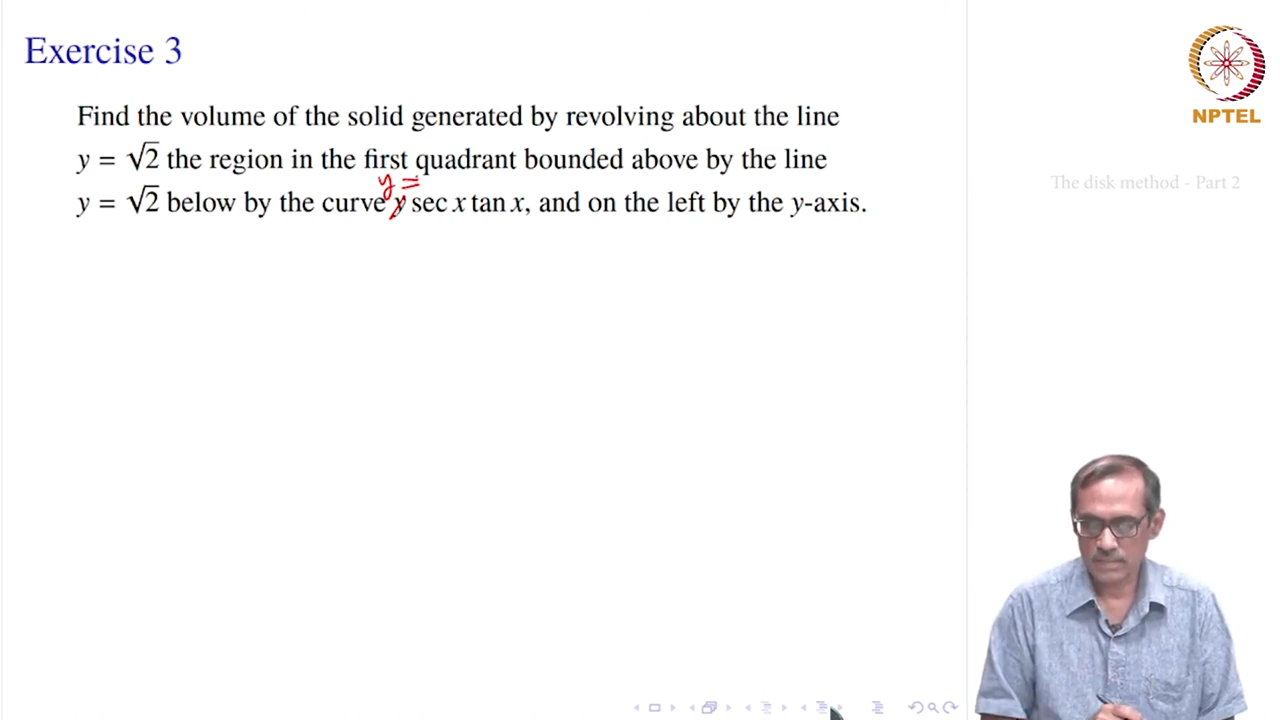 Exercise 3
NPTEL
Find the volume of the solid generated by revolving about the line
y = √2 the region in the first quadrant bounded above by the line
The disk method - Part 2
y =
y = √2 below by the curve y sec x tan x, and on the left by the y-axis.